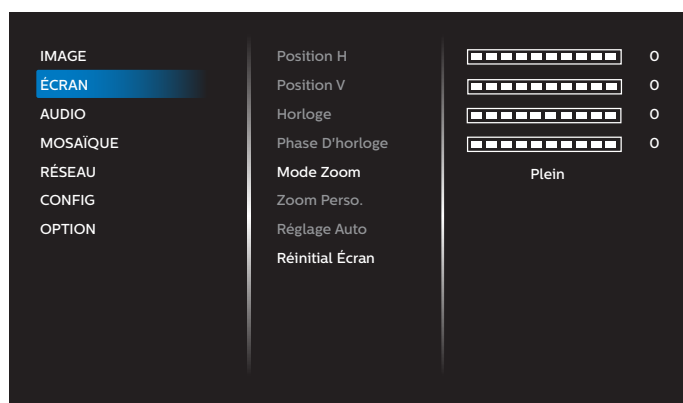 IMAGE
ÉCRAN
AUDIO
MOSAÏQUE
RÉSEAU
CONFIG
OPTION
Position H 0
Position V 0
Horloge 0
Phase D'horloge 0
Mode Zoom Plein
Zoom Perso.
Réglage Auto
Réinitial Écran